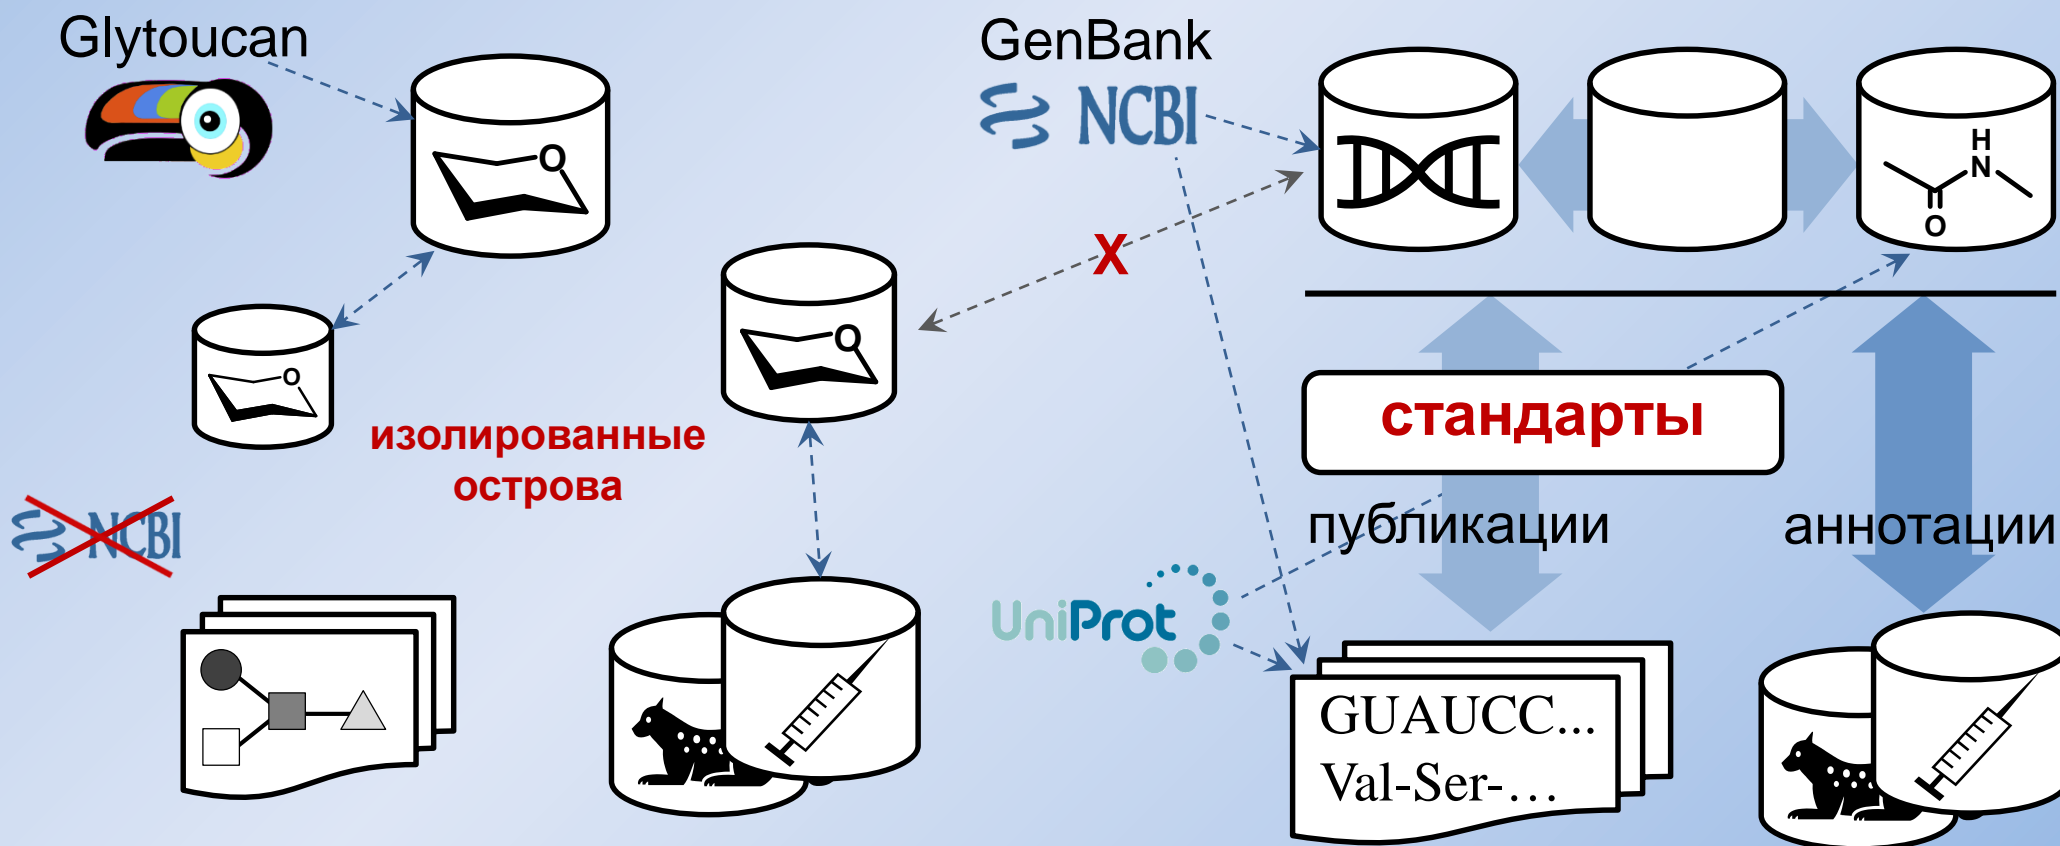 Glytoucan
GenBank
NCBI
O
H
N
O
X
O
O
стандарты
изолированные
острова
NCBI
публикации
аннотации
UniProt
GUAUCC...
Val-Ser-...